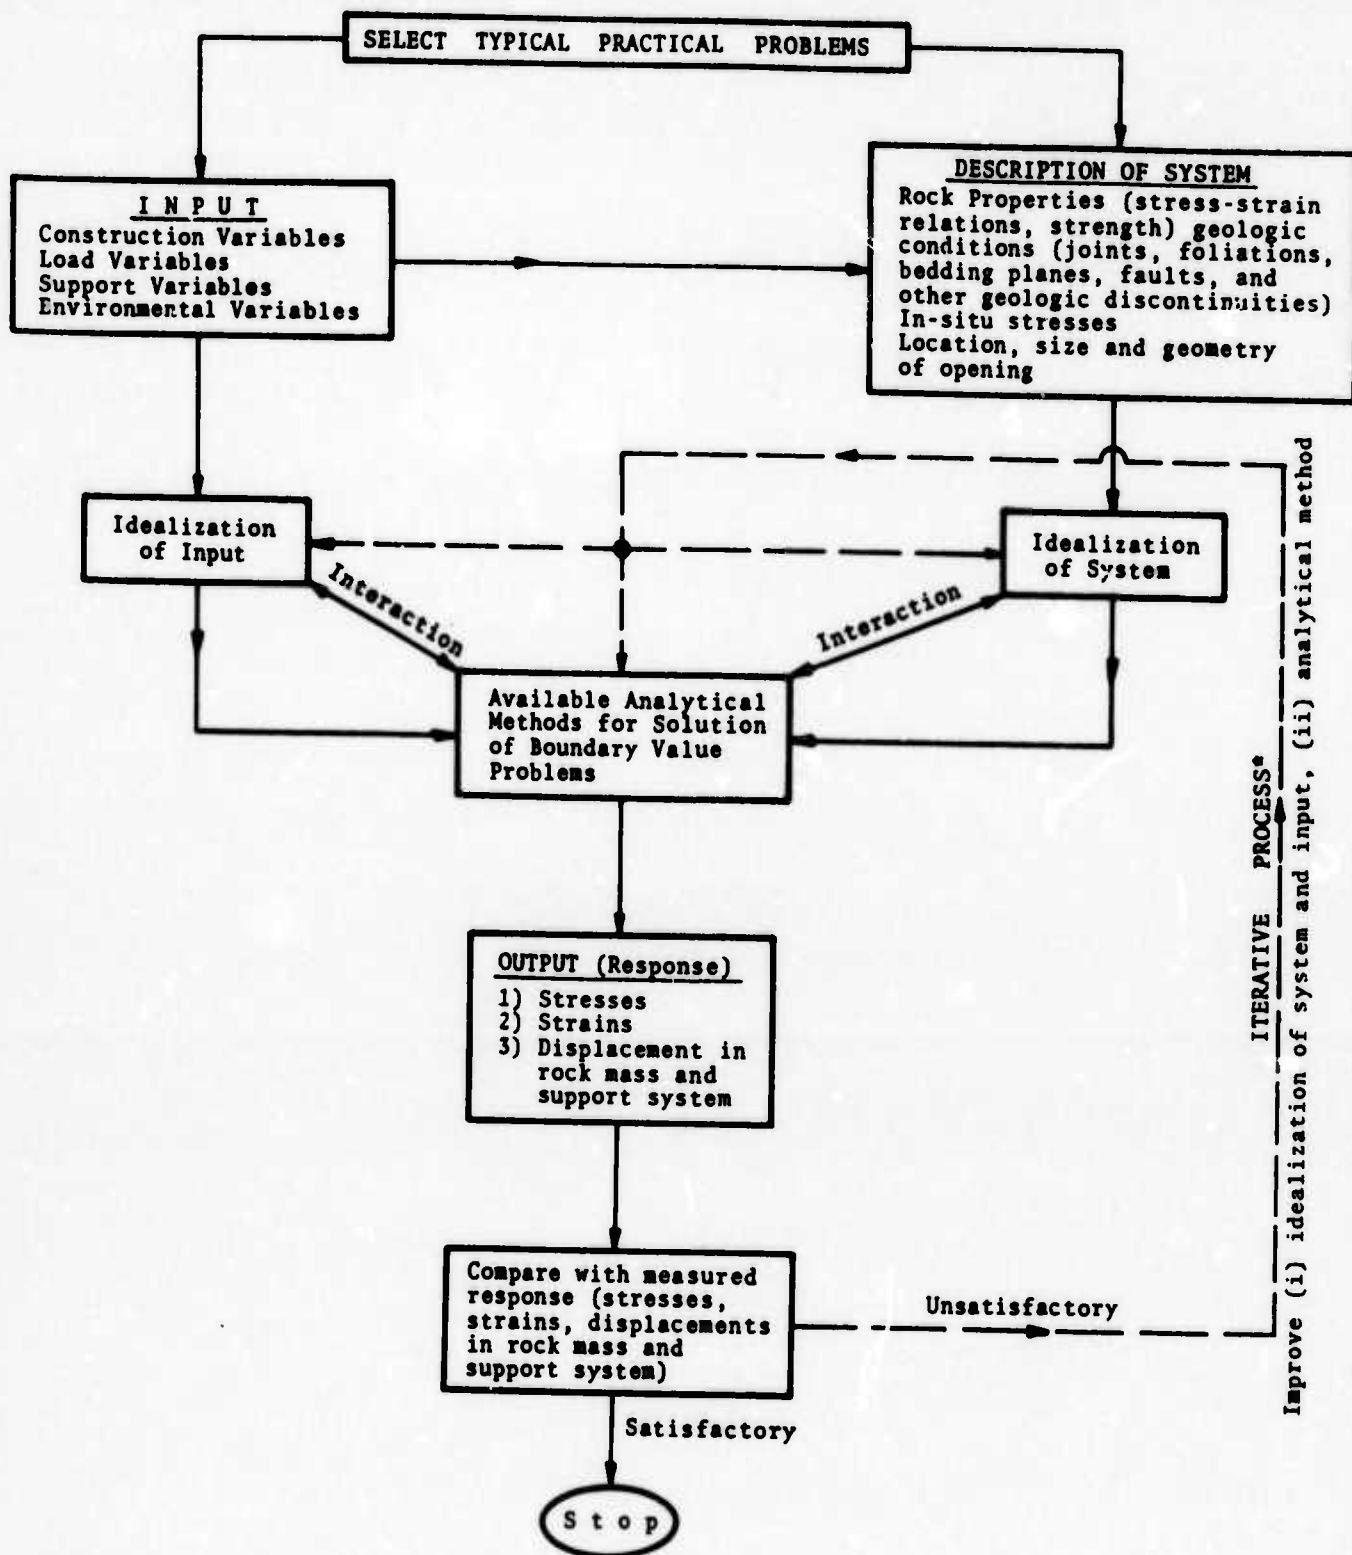 SELECT TYPICAL PRACTICAL PROBLEMS
INPUT
Construction Variables
Load Variables
Support Variables
Environmental Variables
DESCRIPTION OF SYSTEM
Rock Properties (stress-strain
relations, strength) geologic
conditions (joints, foliations,
bedding planes, faults, and
other geologic discontinuities)
In-situ stresses
Location, size and geometry
of opening
Idealization
of Input
Idealization
of System
Interaction
Interaction
Available Analytical
Methods for Solution
of Boundary Value
Problems
OUTPUT (Response)
1) Stresses
2) Strains
3) Displacement in
rock mass and
support system
Compare with measured
response (stresses,
strains, displacements
in rock mass and
support system)
Unsatisfactory
ITERATIVE PROCESS*
Improve (i) idealization of system and input, (ii) analytical method
Satisfactory
Stop